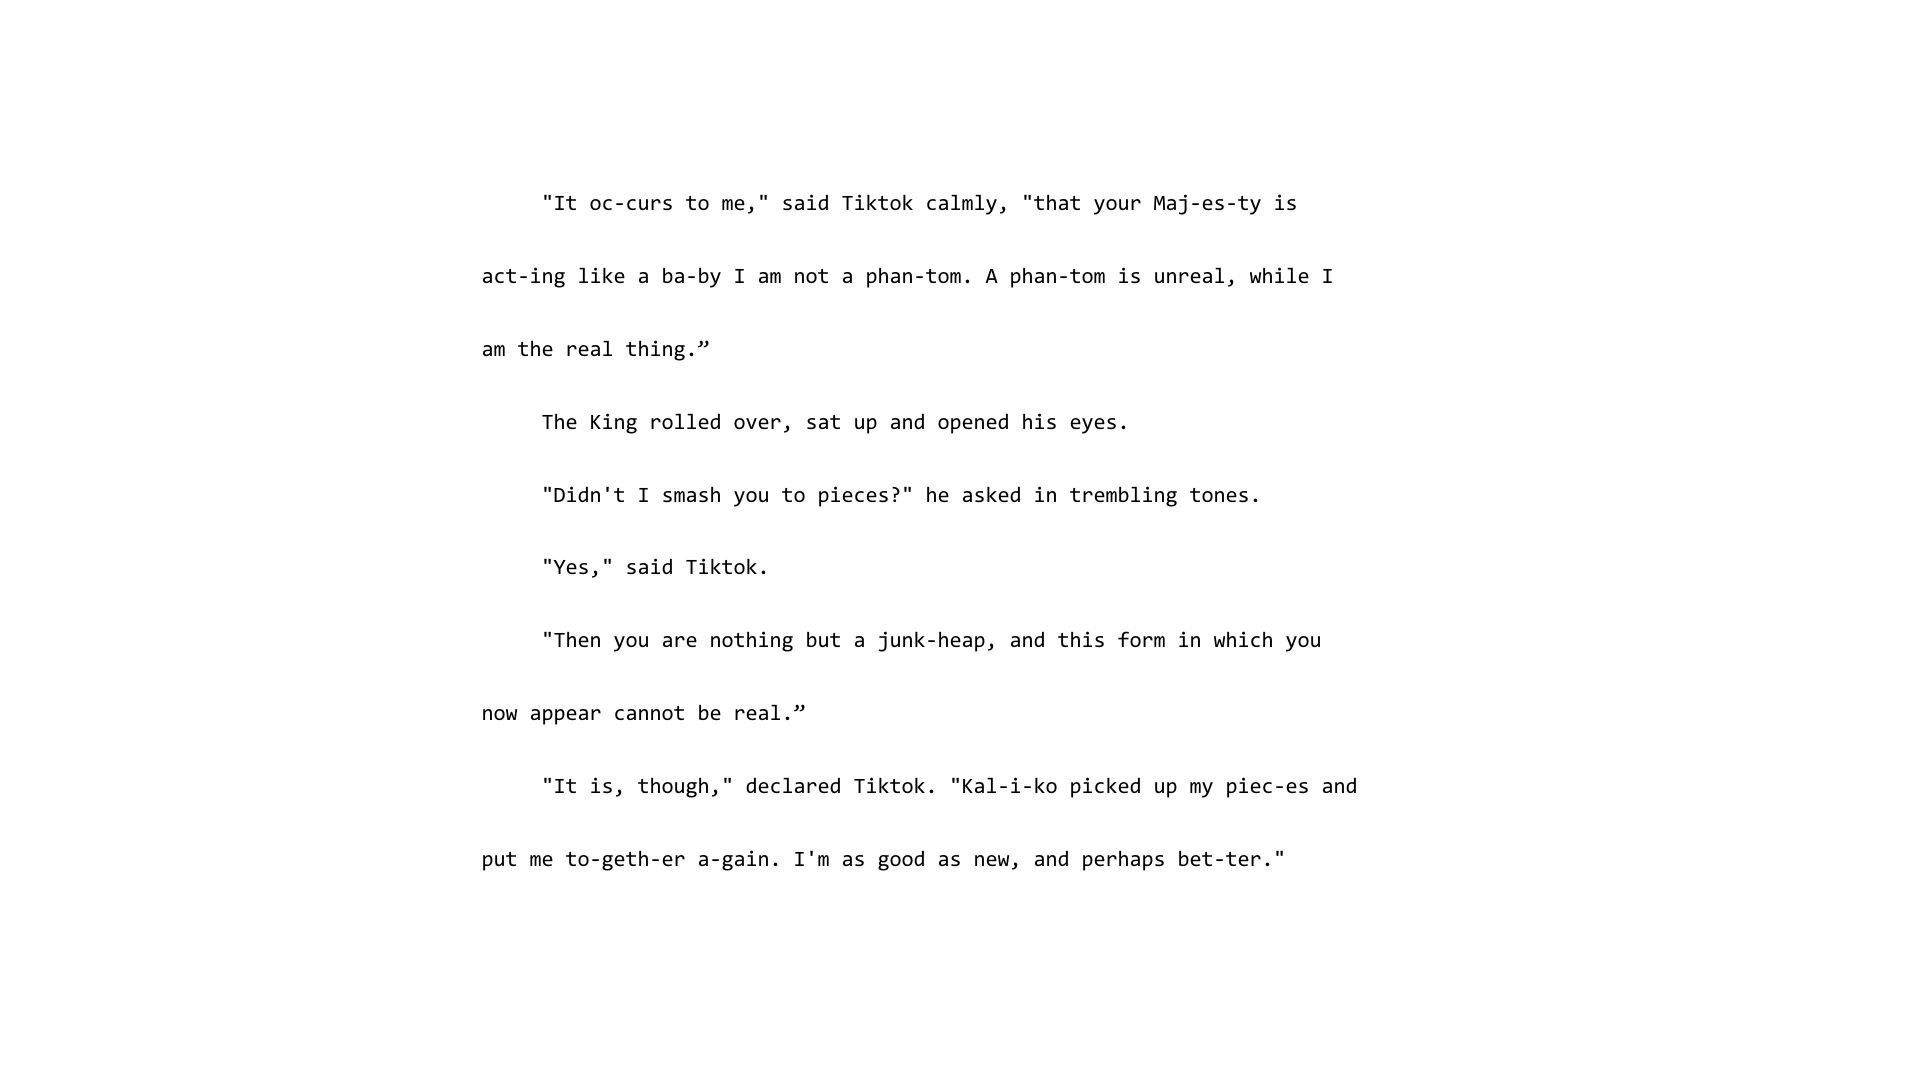 "It oc-curs to me," said Tiktok calmly, "that your Maj-es-ty is
act-ing like a ba-by I am not a phan-tom. A phan-tom is unreal, while I
am the real thing.”
The King rolled over, sat up and opened his eyes.
"Didn't I smash you to pieces?" he asked in trembling tones.
"Yes," said Tiktok.
"Then you are nothing but a junk-heap, and this form in which you
now appear cannot be real.”
"It is, though," declared Tiktok. "Kal-i-ko picked up my piec-es and
put me to-geth-er a-gain. I'm as good as new, and perhaps bet-ter."